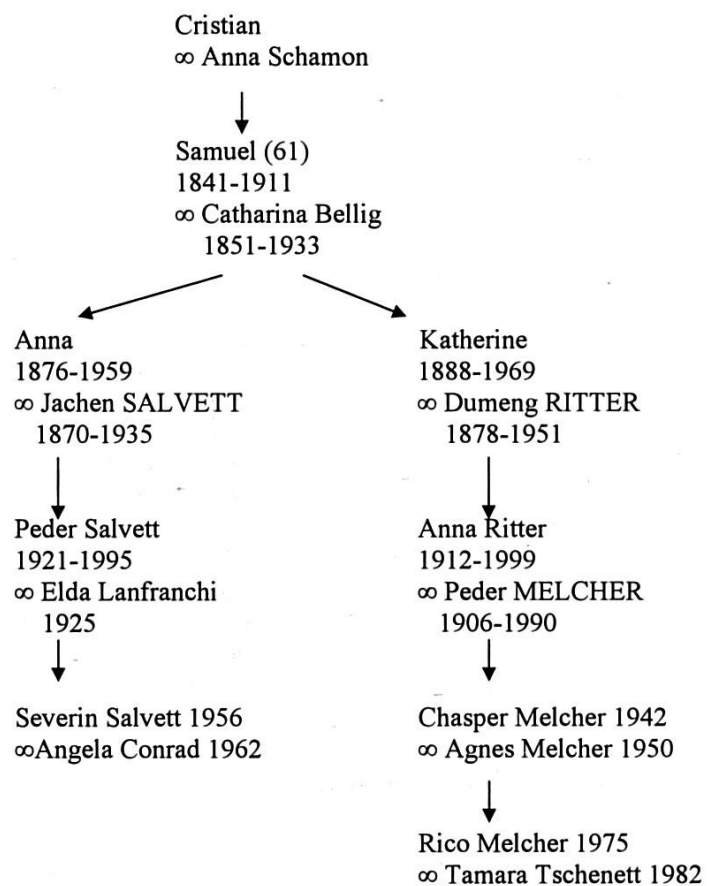 Cristian
∞ Anna Schamon
Samuel (61)
1841-1911
∞ Catharina Bellig
1851-1933
Anna
1876-1959
∞ Jachen SALVETT
1870-1935
Peder Salvett
1921-1995
∞ Elda Lanfranchi
1925
Severin Salvett 1956
∞Angela Conrad 1962
Katherine
1888-1969
∞ Dumeng RITTER
1878-1951
Anna Ritter
1912-1999
∞ Peder MELCHER
1906-1990
Chasper Melcher 1942
∞ Agnes Melcher 1950
Rico Melcher 1975
∞ Tamara Tschenett 1982